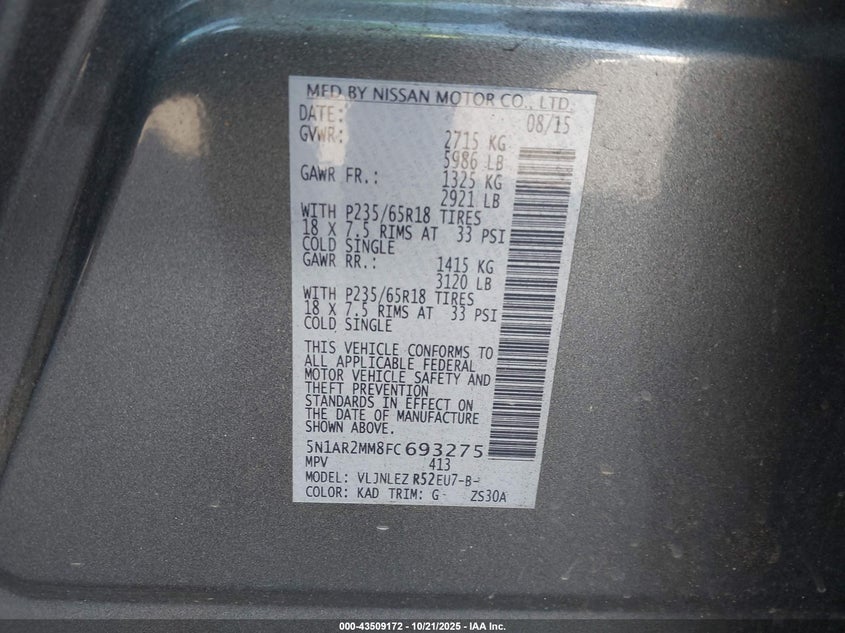 MFD BY NISSAN MOTOR CO., LTD.
DATE: 08/15
GVWR: 2715 KG
5986 LB
GAWR FR.: 1325 KG
2921 LB
WITH P235/65R18 TIRES
18 X 7.5 RIMS AT 33 PSI
COLD SINGLE
GAWR RR.: 1415 KG
3120 LB
WITH P235/65R18 TIRES
18 X 7.5 RIMS AT 33 PSI
COLD SINGLE
THIS VEHICLE CONFORMS TO
ALL APPLICABLE FEDERAL
MOTOR VEHICLE SAFETY AND
THEFT PREVENTION
STANDARDS IN EFFECT ON
THE DATE OF MANUFACTURE
SHOWN ABOVE.
5N1AR2MM8FC693275
MPV 413
MODEL: VLJNLEZ R52EU7-B-
COLOR: KAD TRIM: G ZS30A
000-43509172 - 10/21/2025 - IAA Inc.